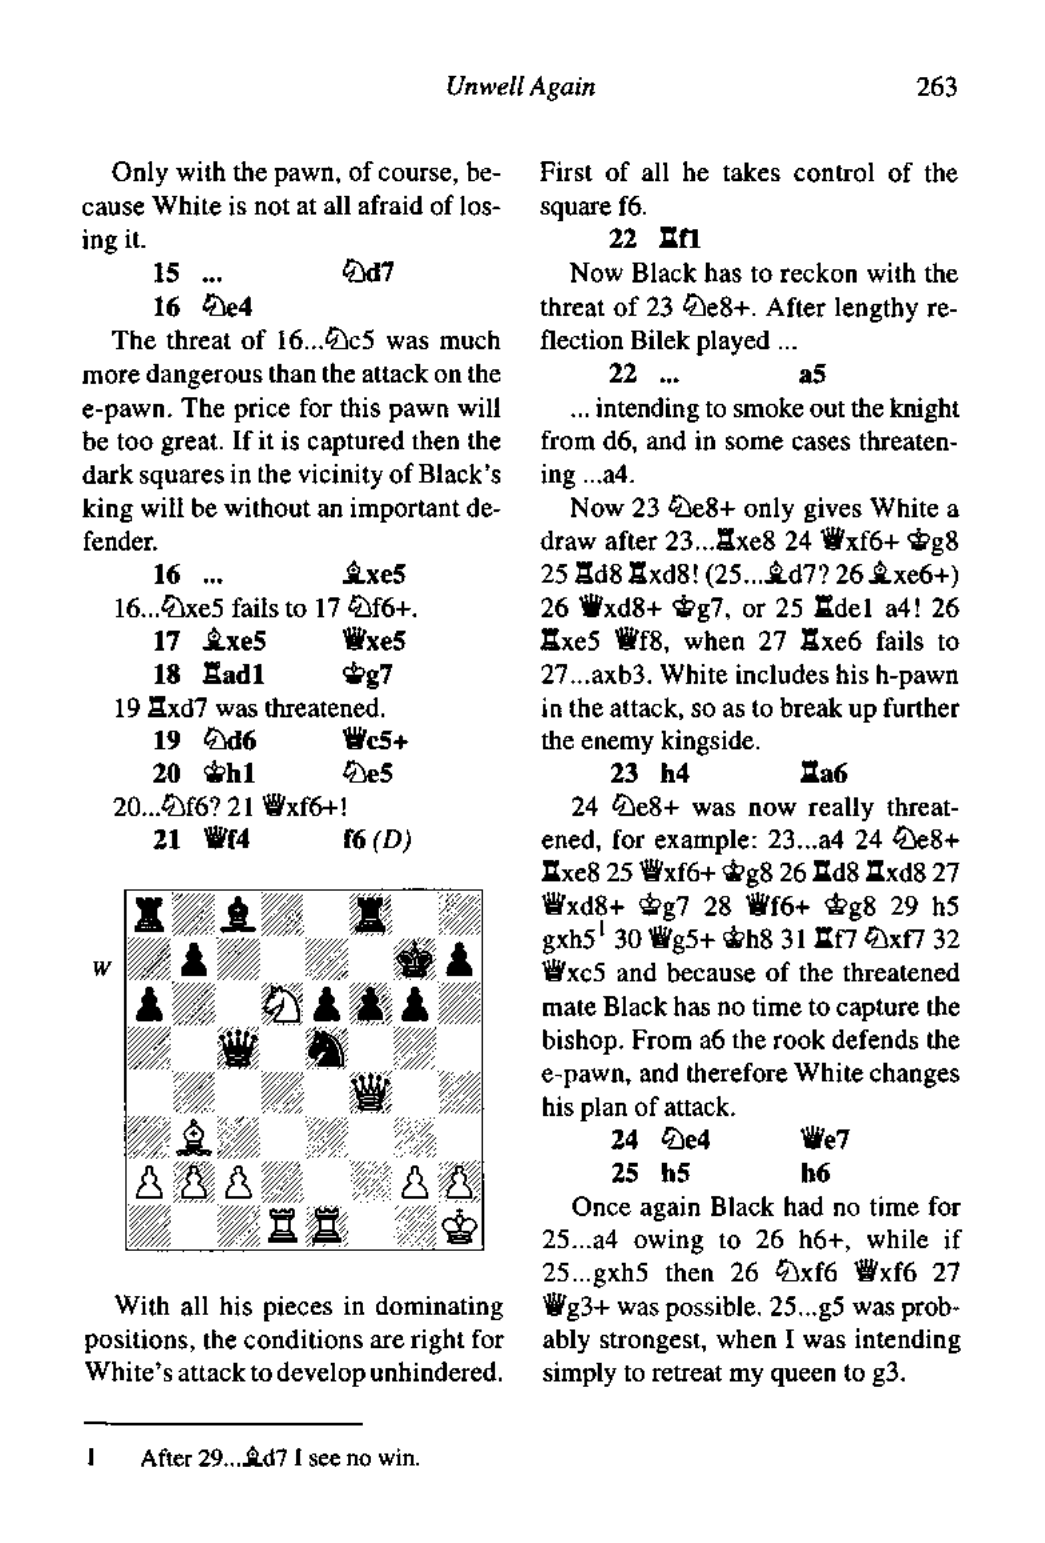 Unwell Again 263
Only with the pawn, of course, be-
cause White is not at all afraid of los-
ing it.
15 ... ♘d7
16 ♘e4
The threat of 16...♘c5 was much
more dangerous than the attack on the
e-pawn. The price for this pawn will
be too great. If it is captured then the
dark squares in the vicinity of Black's
king will be without an important de-
fender.
16 ... ♗xe5
16...♘xe5 fails to 17 ♘f6+.
17 ♗xe5 ♕xe5
18 ♖ad1 ♔g7
19 ♖xd7 was threatened.
19 ♘d6 ♕c5+
20 ♔h1 ♘e5
20...♘f6? 21 ♕xf6+!
21 ♕f4 f6 (D)
W
With all his pieces in dominating
positions, the conditions are right for
White's attack to develop unhindered.
First of all he takes control of the
square f6.
22 ♖f1
Now Black has to reckon with the
threat of 23 ♘e8+. After lengthy re-
flection Bilek played ...
22 ... a5
... intending to smoke out the knight
from d6, and in some cases threaten-
ing ...a4.
Now 23 ♘e8+ only gives White a
draw after 23...♖xe8 24 ♕xf6+ ♔g8
25 ♖d8 ♖xd8! (25...♗d7? 26 ♗xe6+)
26 ♕xd8+ ♔g7, or 25 ♖de1 a4! 26
♖xe5 ♕f8, when 27 ♖xe6 fails to
27...axb3. White includes his h-pawn
in the attack, so as to break up further
the enemy kingside.
23 h4 ♖a6
24 ♘e8+ was now really threat-
ened, for example: 23...a4 24 ♘e8+
♖xe8 25 ♕xf6+ ♔g8 26 ♖d8 ♖xd8 27
♕xd8+ ♔g7 28 ♕f6+ ♔g8 29 h5
gxh5¹ 30 ♕g5+ ♔h8 31 ♖f7 ♘xf7 32
♕xc5 and because of the threatened
mate Black has no time to capture the
bishop. From a6 the rook defends the
e-pawn, and therefore White changes
his plan of attack.
24 ♘e4 ♕e7
25 h5 h6
Once again Black had no time for
25...a4 owing to 26 h6+, while if
25...gxh5 then 26 ♘xf6 ♕xf6 27
♕g3+ was possible. 25...g5 was prob-
ably strongest, when I was intending
simply to retreat my queen to g3.
1 After 29...♗d7 I see no win.